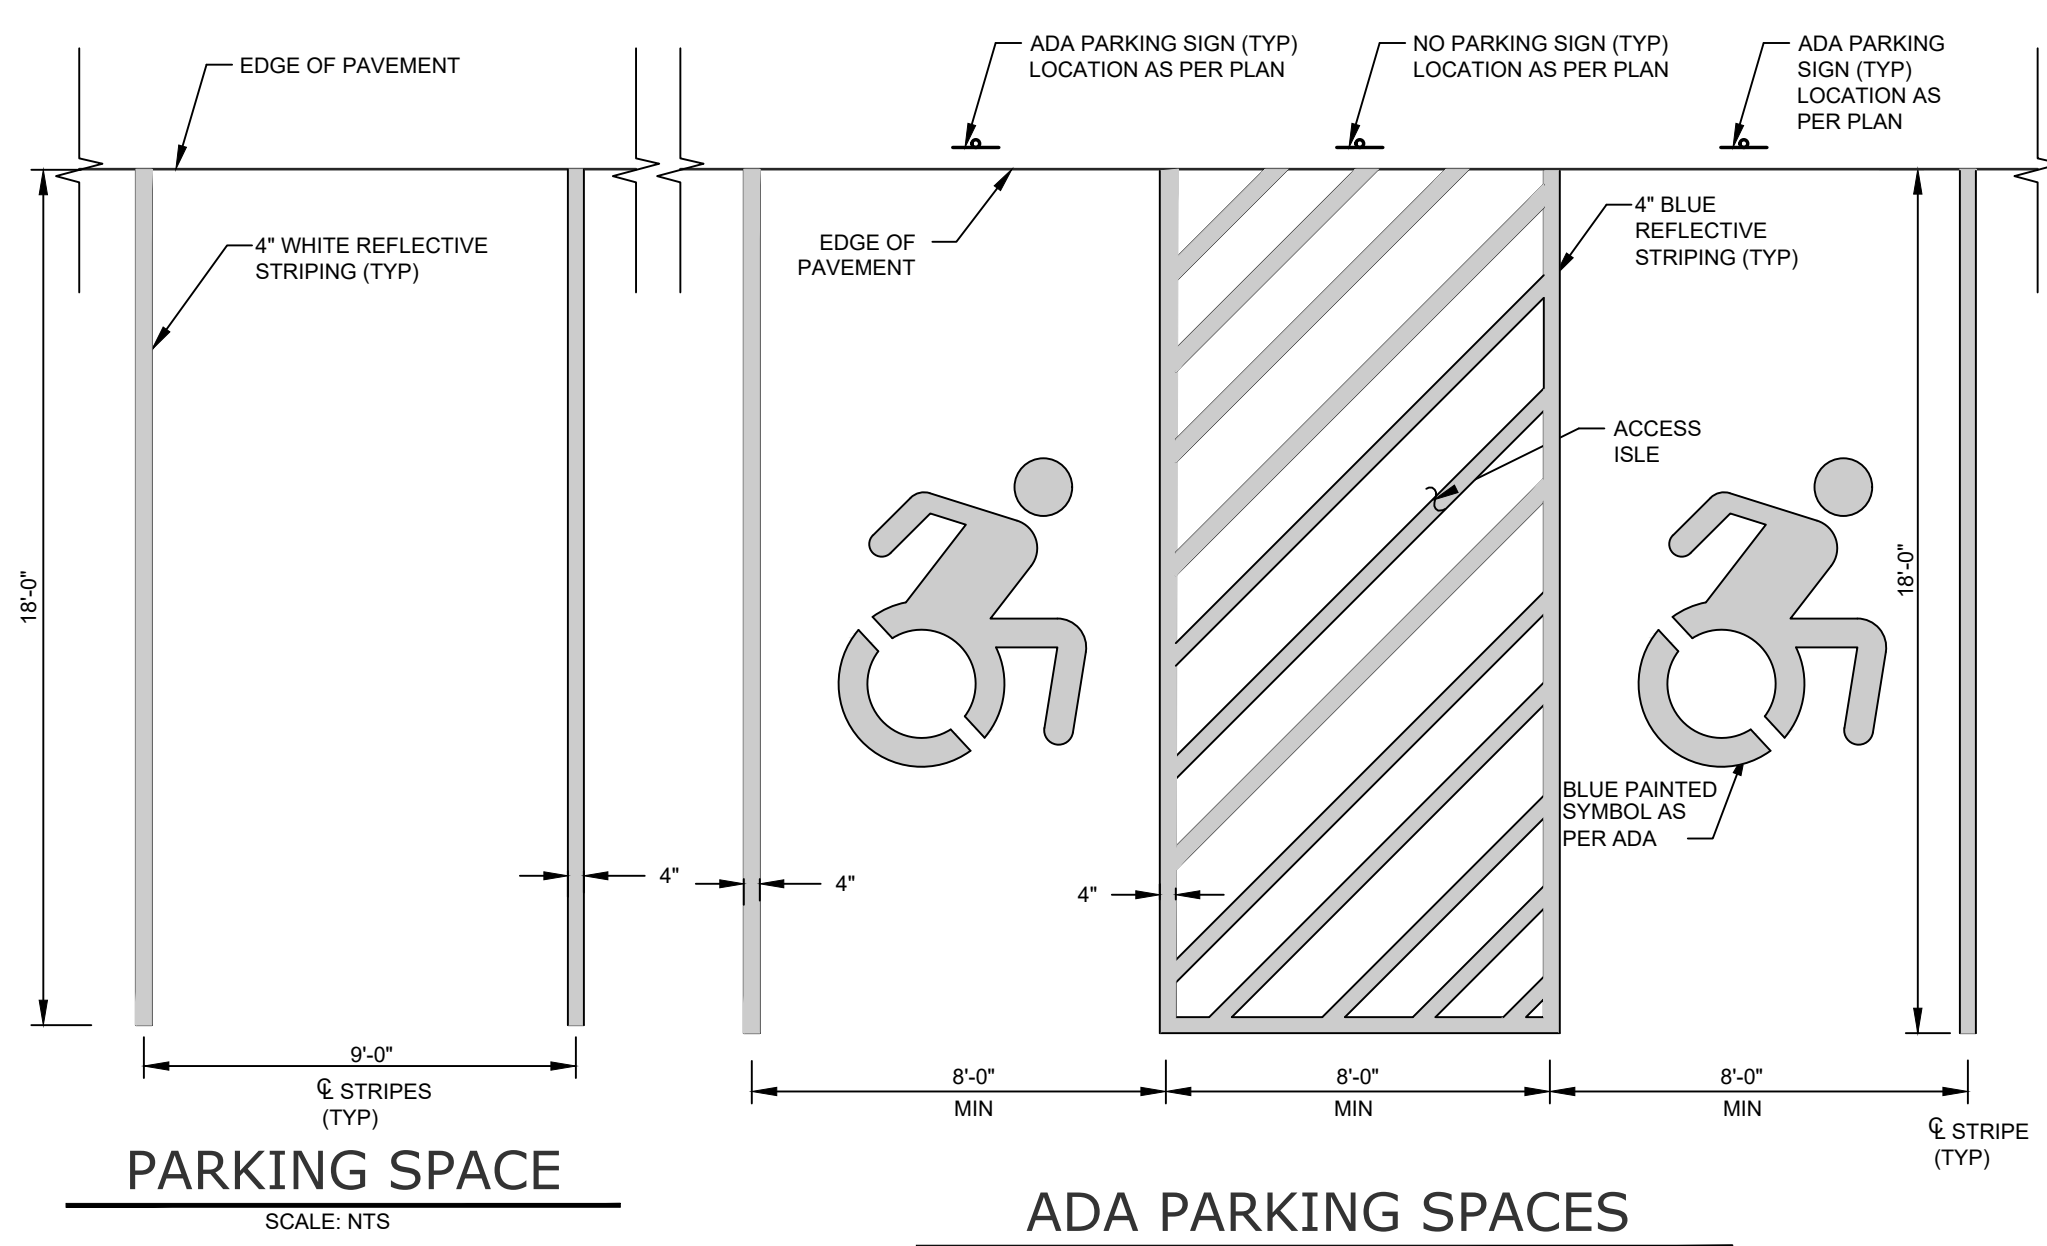 EDGE OF PAVEMENT
ADA PARKING SIGN (TYP)
LOCATION AS PER PLAN
NO PARKING SIGN (TYP)
LOCATION AS PER PLAN
ADA PARKING
SIGN (TYP)
LOCATION AS
PER PLAN
4" WHITE REFLECTIVE
STRIPING (TYP)
EDGE OF
PAVEMENT
4" BLUE
REFLECTIVE
STRIPING (TYP)
ACCESS
ISLE
18'-0"
18'-0"
BLUE PAINTED
SYMBOL AS
PER ADA
4"
4"
4"
9'-0"
℄ STRIPES
(TYP)
8'-0"
MIN
8'-0"
MIN
8'-0"
MIN
℄ STRIPE
(TYP)
PARKING SPACE
SCALE: NTS
ADA PARKING SPACES